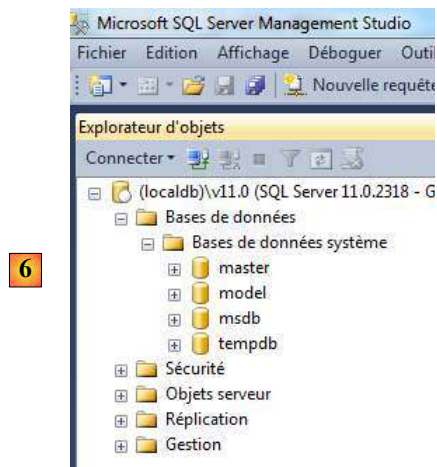 Microsoft SQL Server Management Studio
Fichier Edition Affichage Déboguer
Nouvelle
Explorateur d'objets
Connecter
(localdb)\v11.0 (SQL Server 11.0.2318 - G
Bases de données
Bases de données système
master
model
msdb
tempdb
6
Sécurité
Objets serveur
Réplication
Gestion